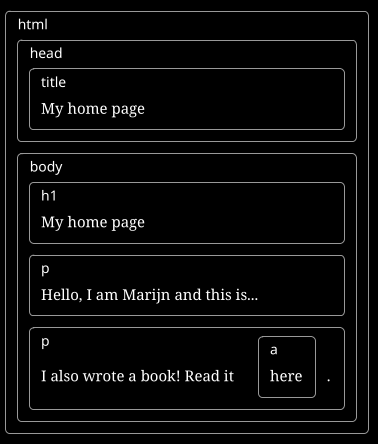 html
head
title
My home page
body
h1
My home page
p
Hello, I am Marijn and this is...
p
a
I also wrote a book! Read it here .